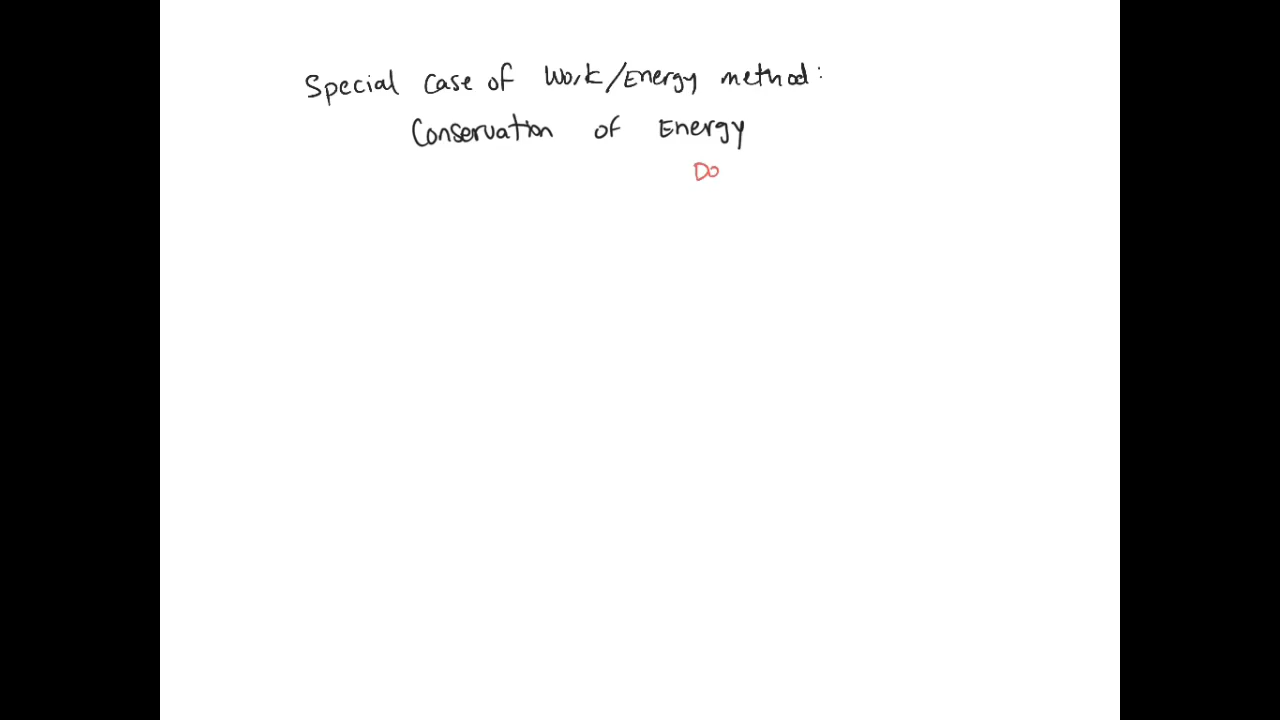 Special Case of Work/Energy method:
Conservation of Energy
Do